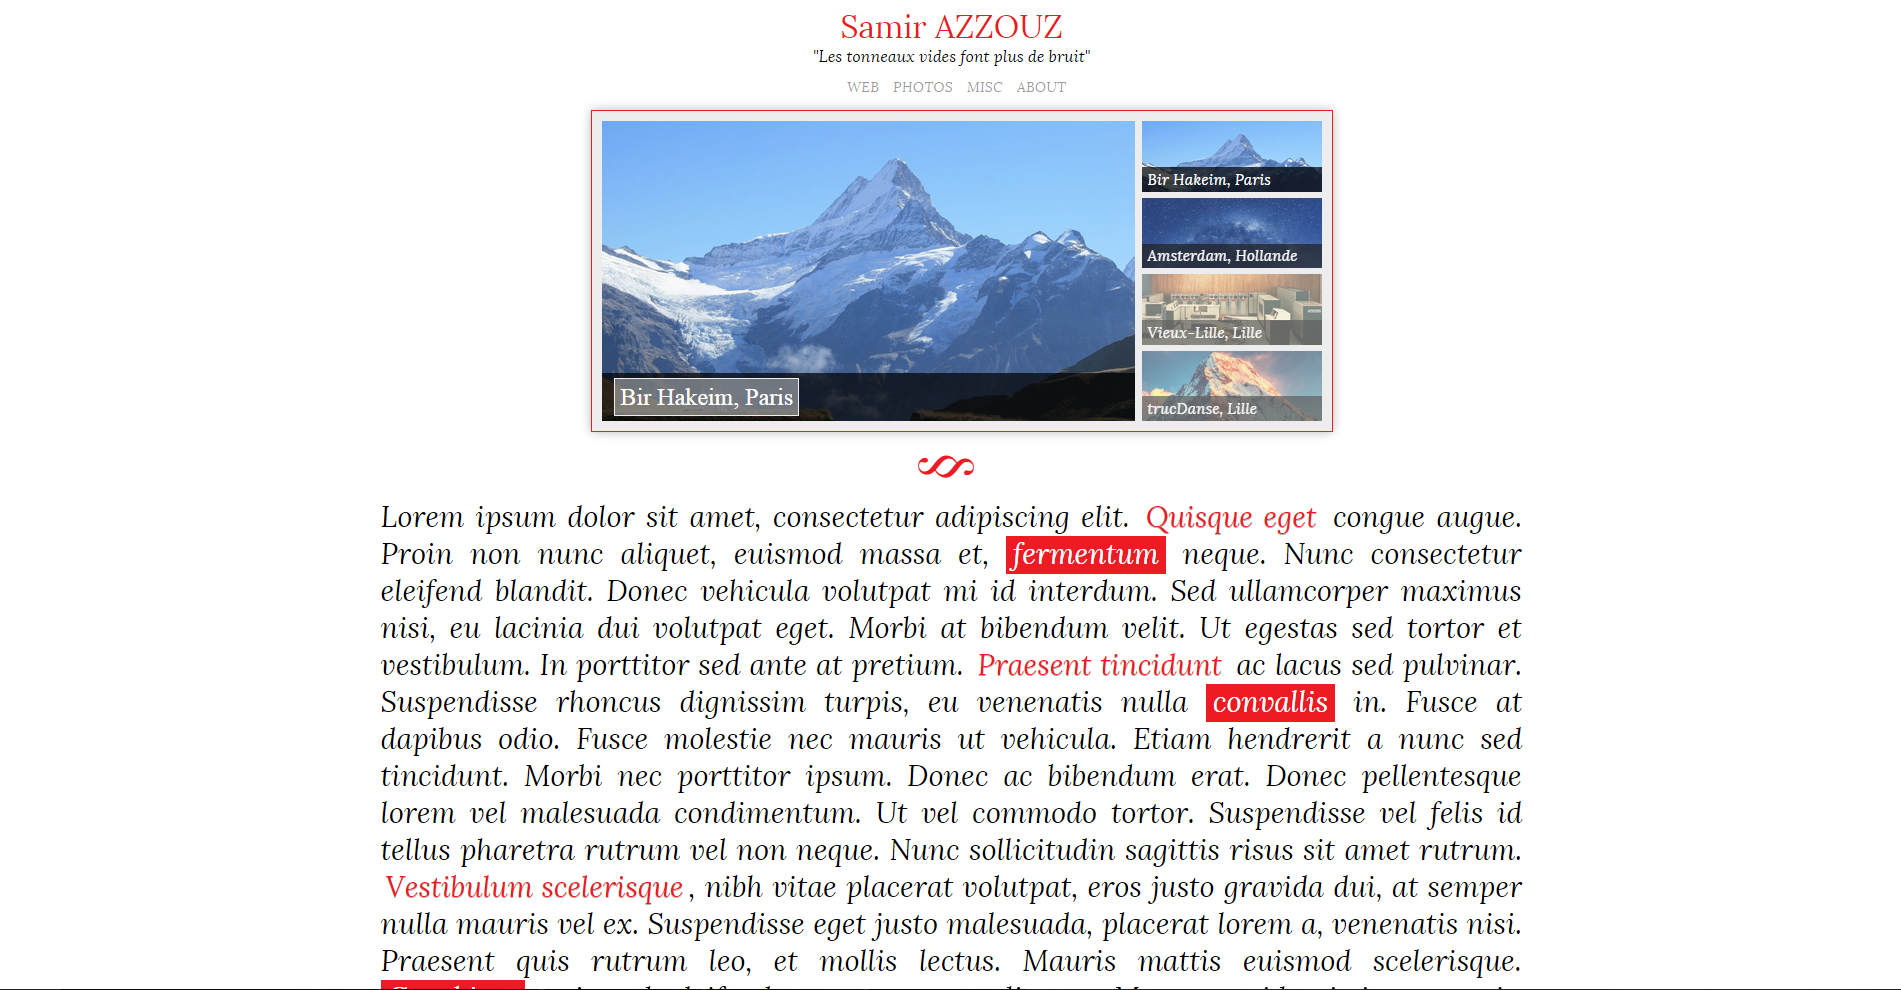 Samir AZZOUZ
"Les tonneaux vides font plus de bruit"
WEB PHOTOS MISC ABOUT
Bir Hakeim, Paris
Bir Hakeim, Paris
Amsterdam, Hollande
Vieux-Lille, Lille
trucDanse, Lille
Lorem ipsum dolor sit amet, consectetur adipiscing elit. Quisque eget congue augue.
Proin non nunc aliquet, euismod massa et, fermentum neque. Nunc consectetur
eleifend blandit. Donec vehicula volutpat mi id interdum. Sed ullamcorper maximus
nisi, eu lacinia dui volutpat eget. Morbi at bibendum velit. Ut egestas sed tortor et
vestibulum. In porttitor sed ante at pretium. Praesent tincidunt ac lacus sed pulvinar.
Suspendisse rhoncus dignissim turpis, eu venenatis nulla convallis in. Fusce at
dapibus odio. Fusce molestie nec mauris ut vehicula. Etiam hendrerit a nunc sed
tincidunt. Morbi nec porttitor ipsum. Donec ac bibendum erat. Donec pellentesque
lorem vel malesuada condimentum. Ut vel commodo tortor. Suspendisse vel felis id
tellus pharetra rutrum vel non neque. Nunc sollicitudin sagittis risus sit amet rutrum.
Vestibulum scelerisque, nibh vitae placerat volutpat, eros justo gravida dui, at semper
nulla mauris vel ex. Suspendisse eget justo malesuada, placerat lorem a, venenatis nisi.
Praesent quis rutrum leo, et mollis lectus. Mauris mattis euismod scelerisque.